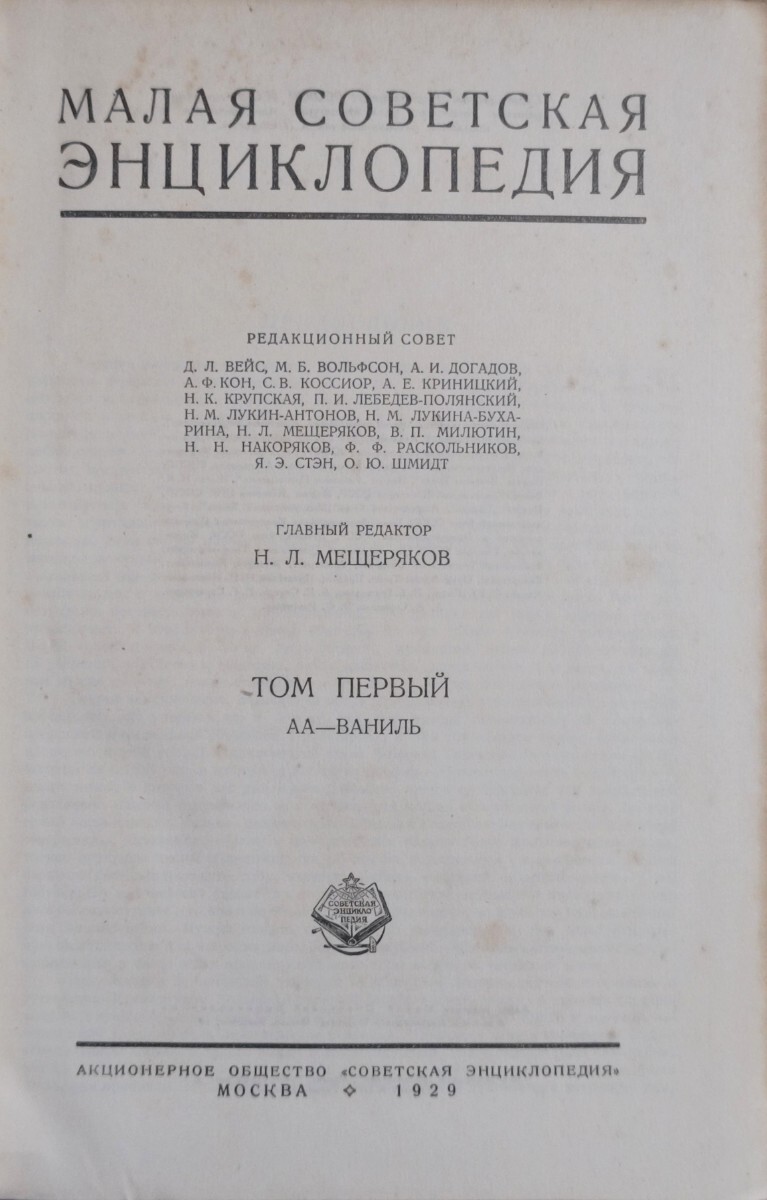 МАЛАЯ СОВЕТСКАЯ
ЭНЦИКЛОПЕДИЯ
РЕДАКЦИОННЫЙ СОВЕТ
Д. Л. ВЕЙС, М. Б. ВОЛЬФСОН, А. И. ДОГАДОВ,
А. Ф. КОН, С. В. КОССИОР, А. Е. КРИНИЦКИЙ,
Н. К. КРУПСКАЯ, П. И. ЛЕБЕДЕВ-ПОЛЯНСКИЙ,
Н. М. ЛУКИН-АНТОНОВ, Н. М. ЛУКИНА-БУХА-
РИНА, Н. Л. МЕЩЕРЯКОВ, В. П. МИЛЮТИН,
Н. Н. НАКОРЯКОВ, Ф. Ф. РАСКОЛЬНИКОВ,
Я. Э. СТЭН, О. Ю. ШМИДТ
ГЛАВНЫЙ РЕДАКТОР
Н. Л. МЕЩЕРЯКОВ
ТОМ ПЕРВЫЙ
АА—ВАНИЛЬ
СОВЕТСКАЯ
ЭНЦИКЛО
ПЕДИЯ
АКЦИОНЕРНОЕ ОБЩЕСТВО «СОВЕТСКАЯ ЭНЦИКЛОПЕДИЯ»
МОСКВА ◇ 1929